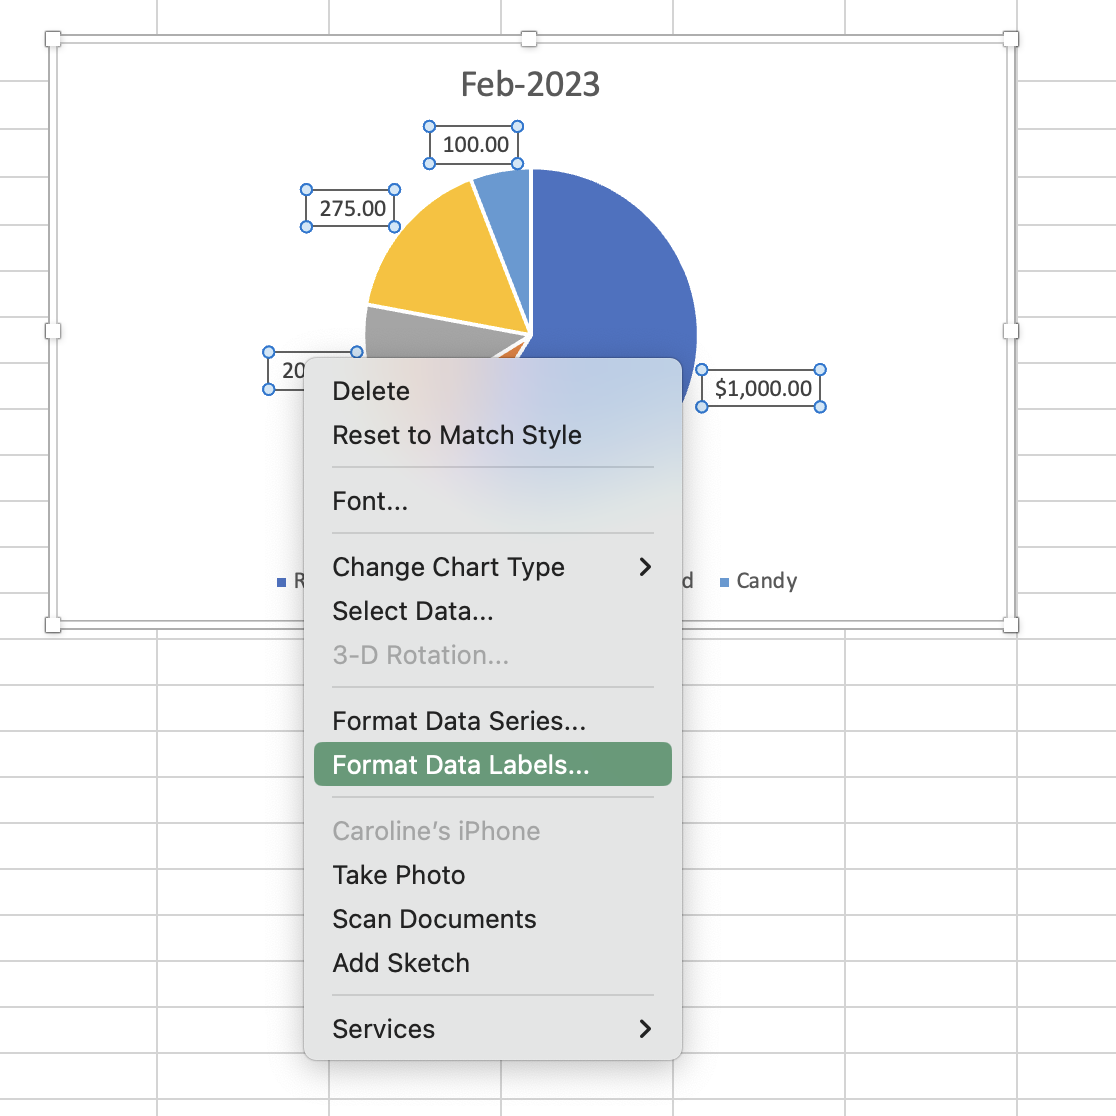 Feb-2023
100.00
275.00
20
$1,000.00
Delete
Reset to Match Style
Font...
Change Chart Type
Select Data...
3-D Rotation...
Format Data Series...
Format Data Labels...
Caroline’s iPhone
Take Photo
Scan Documents
Add Sketch
Services
R d Candy